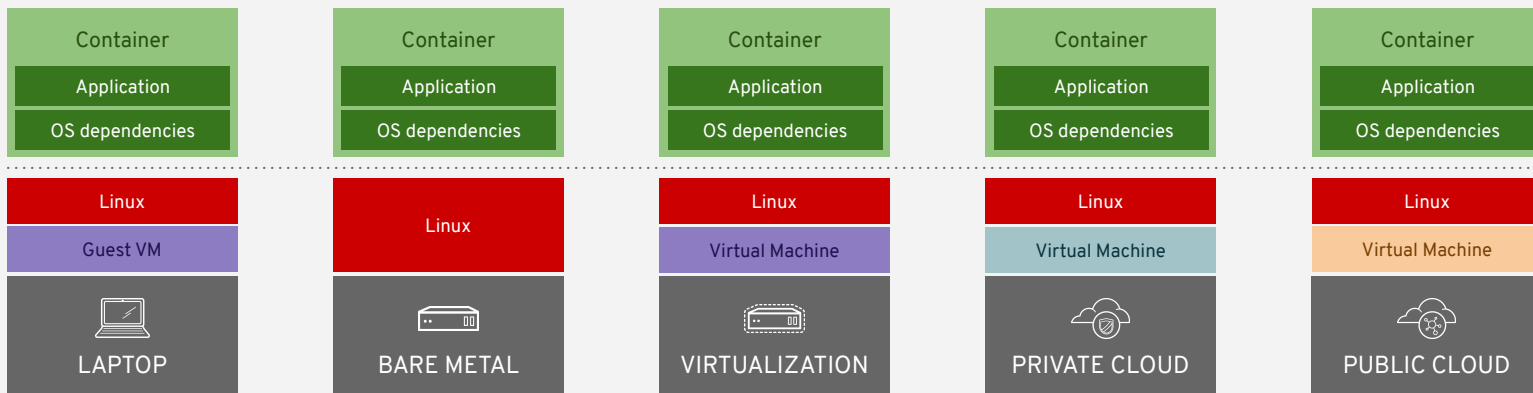 Container
Application
OS dependencies
Linux
Guest VM
LAPTOP
Container
Application
OS dependencies
Linux
BARE METAL
Container
Application
OS dependencies
Linux
Virtual Machine
VIRTUALIZATION
Container
Application
OS dependencies
Linux
Virtual Machine
PRIVATE CLOUD
Container
Application
OS dependencies
Linux
Virtual Machine
PUBLIC CLOUD